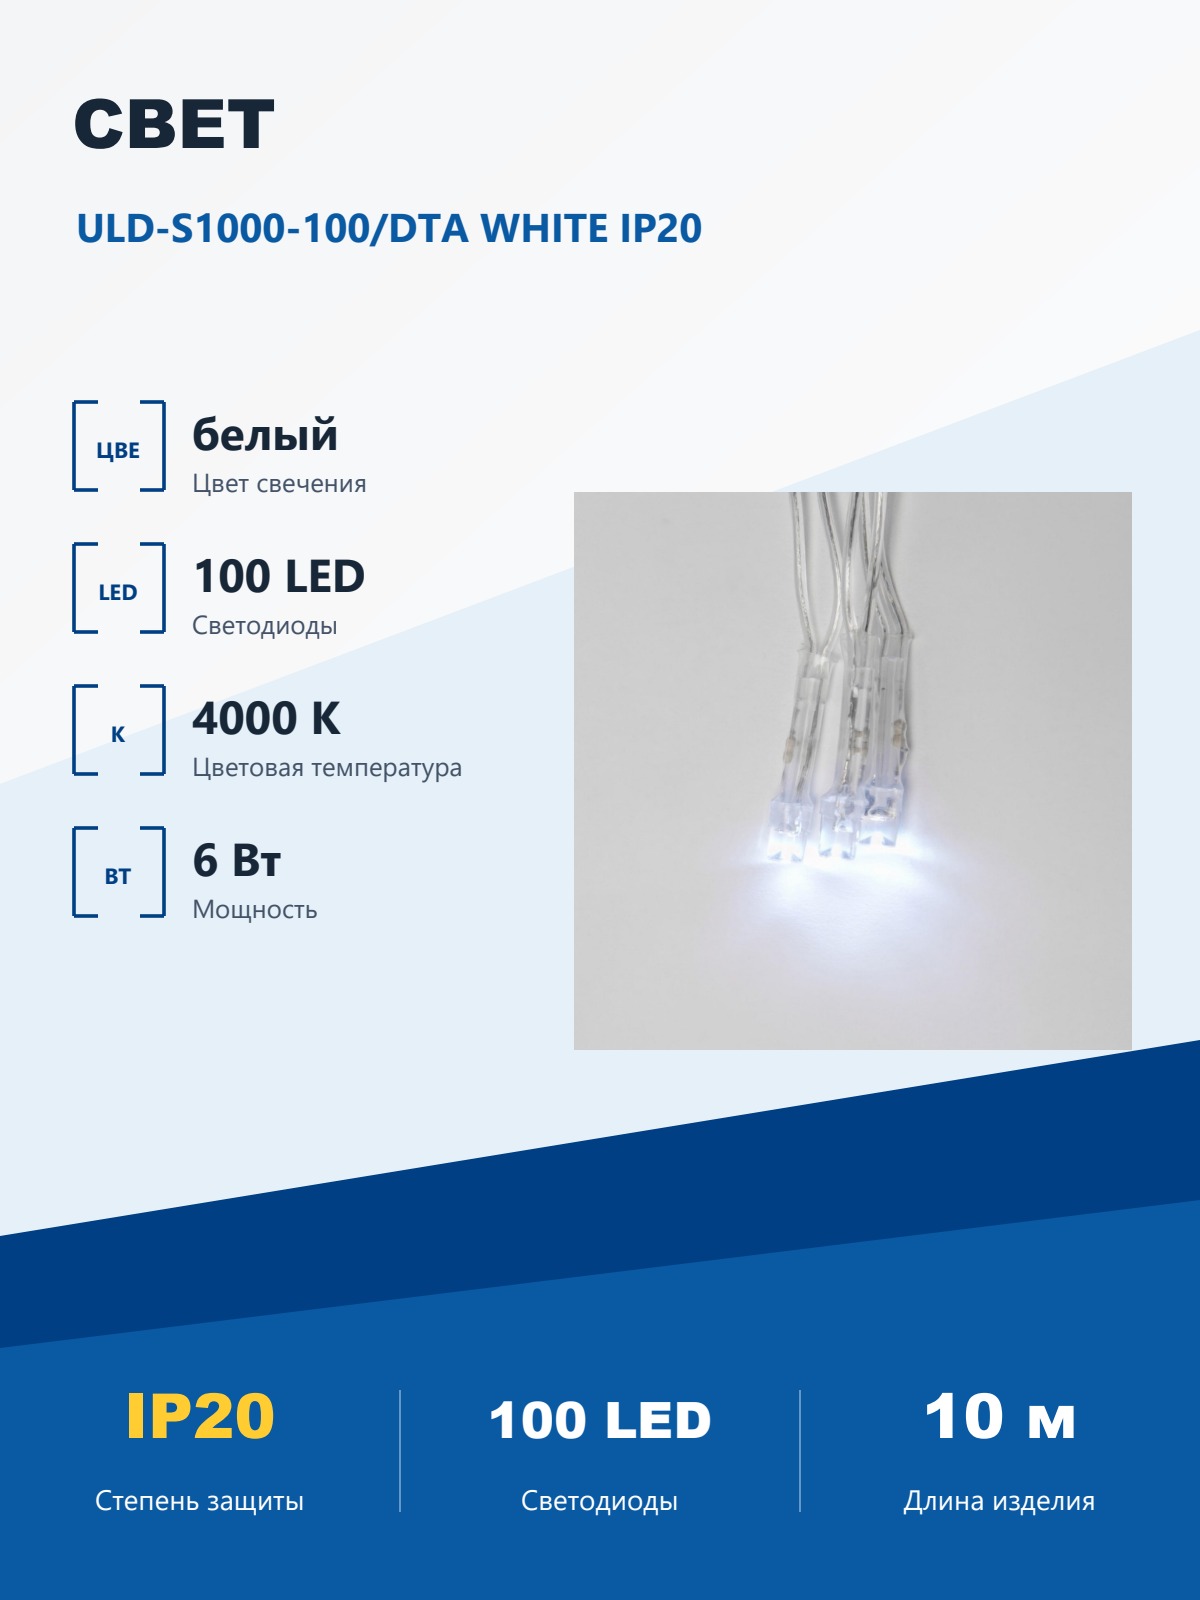 СВЕТ
ULD-S1000-100/DTA WHITE IP20
ЦВЕ
белый
Цвет свечения
LED
100 LED
Светодиоды
К
4000 К
Цветовая температура
ВТ
6 Вт
Мощность
IP20
Степень защиты
100 LED
Светодиоды
10 м
Длина изделия